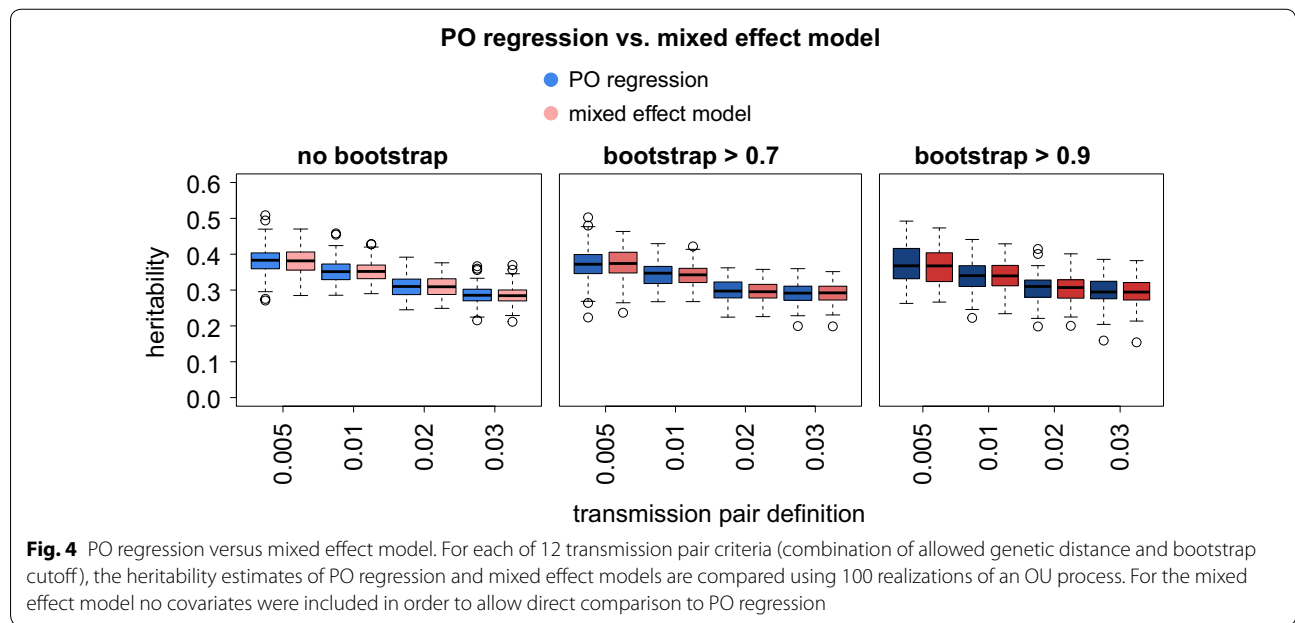 PO regression vs. mixed effect model
PO regression
mixed effect model
no bootstrap
bootstrap > 0.7
bootstrap > 0.9
heritability
0.6
0.5
0.4
0.3
0.2
0.1
0.0
0.005 0.01 0.02 0.03
0.005 0.01 0.02 0.03
0.005 0.01 0.02 0.03
transmission pair definition
Fig. 4 PO regression versus mixed effect model. For each of 12 transmission pair criteria (combination of allowed genetic distance and bootstrap
cutoff), the heritability estimates of PO regression and mixed effect models are compared using 100 realizations of an OU process. For the mixed
effect model no covariates were included in order to allow direct comparison to PO regression